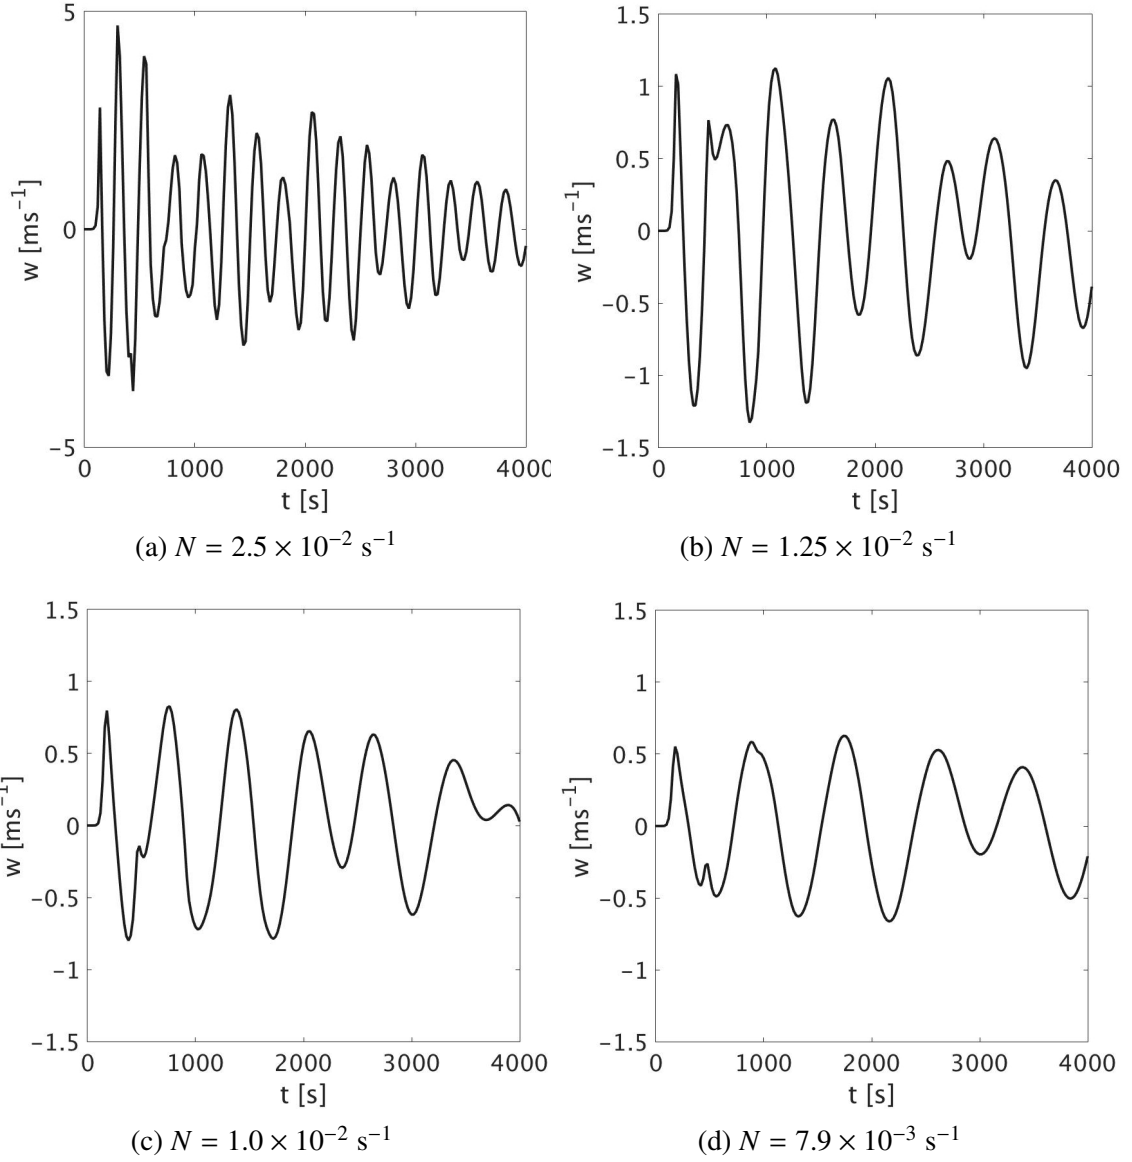 5
0
−5
w [ms⁻¹]
0 1000 2000 3000 4000
t [s]
(a) N = 2.5 × 10⁻² s⁻¹
1.5
1
0.5
0
−0.5
−1
−1.5
w [ms⁻¹]
0 1000 2000 3000 4000
t [s]
(b) N = 1.25 × 10⁻² s⁻¹
1.5
1
0.5
0
−0.5
−1
−1.5
w [ms⁻¹]
0 1000 2000 3000 4000
t [s]
(c) N = 1.0 × 10⁻² s⁻¹
1.5
1
0.5
0
−0.5
−1
−1.5
w [ms⁻¹]
0 1000 2000 3000 4000
t [s]
(d) N = 7.9 × 10⁻³ s⁻¹